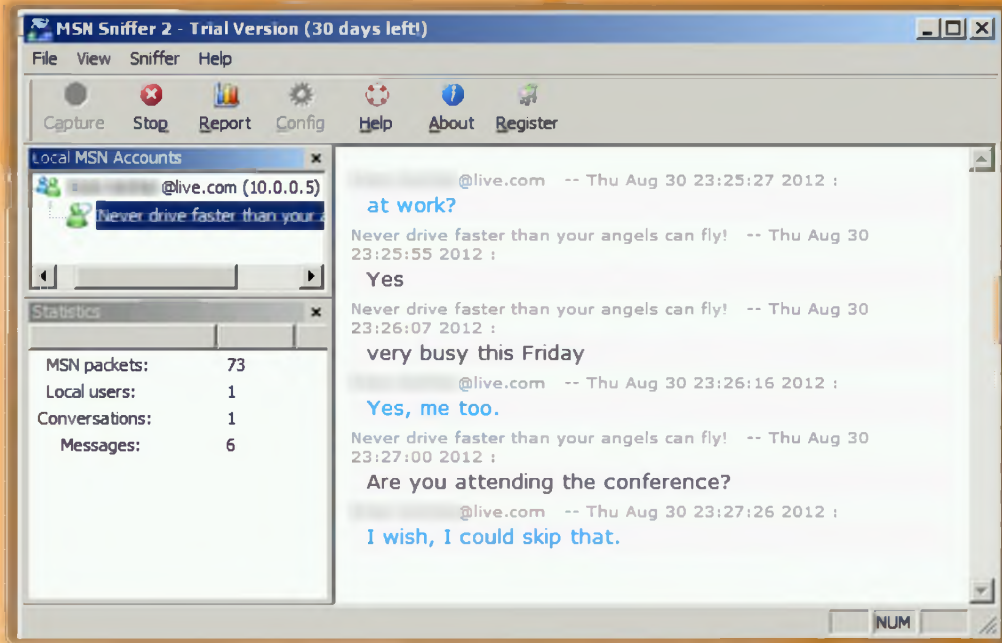 MSN Sniffer 2 - Trial Version (30 days left!)
File View Sniffer Help
Capture Stop Report Config Help About Register
Local MSN Accounts
@live.com (10.0.0.5)
Never drive faster than your a
Statistics
MSN packets: 73
Local users: 1
Conversations: 1
Messages: 6
@live.com -- Thu Aug 30 23:25:27 2012 :
at work?
Never drive faster than your angels can fly! -- Thu Aug 30
23:25:55 2012 :
Yes
Never drive faster than your angels can fly! -- Thu Aug 30
23:26:07 2012 :
very busy this Friday
@live.com -- Thu Aug 30 23:26:16 2012 :
Yes, me too.
Never drive faster than your angels can fly! -- Thu Aug 30
23:27:00 2012 :
Are you attending the conference?
@live.com -- Thu Aug 30 23:27:26 2012 :
I wish, I could skip that.
NUM